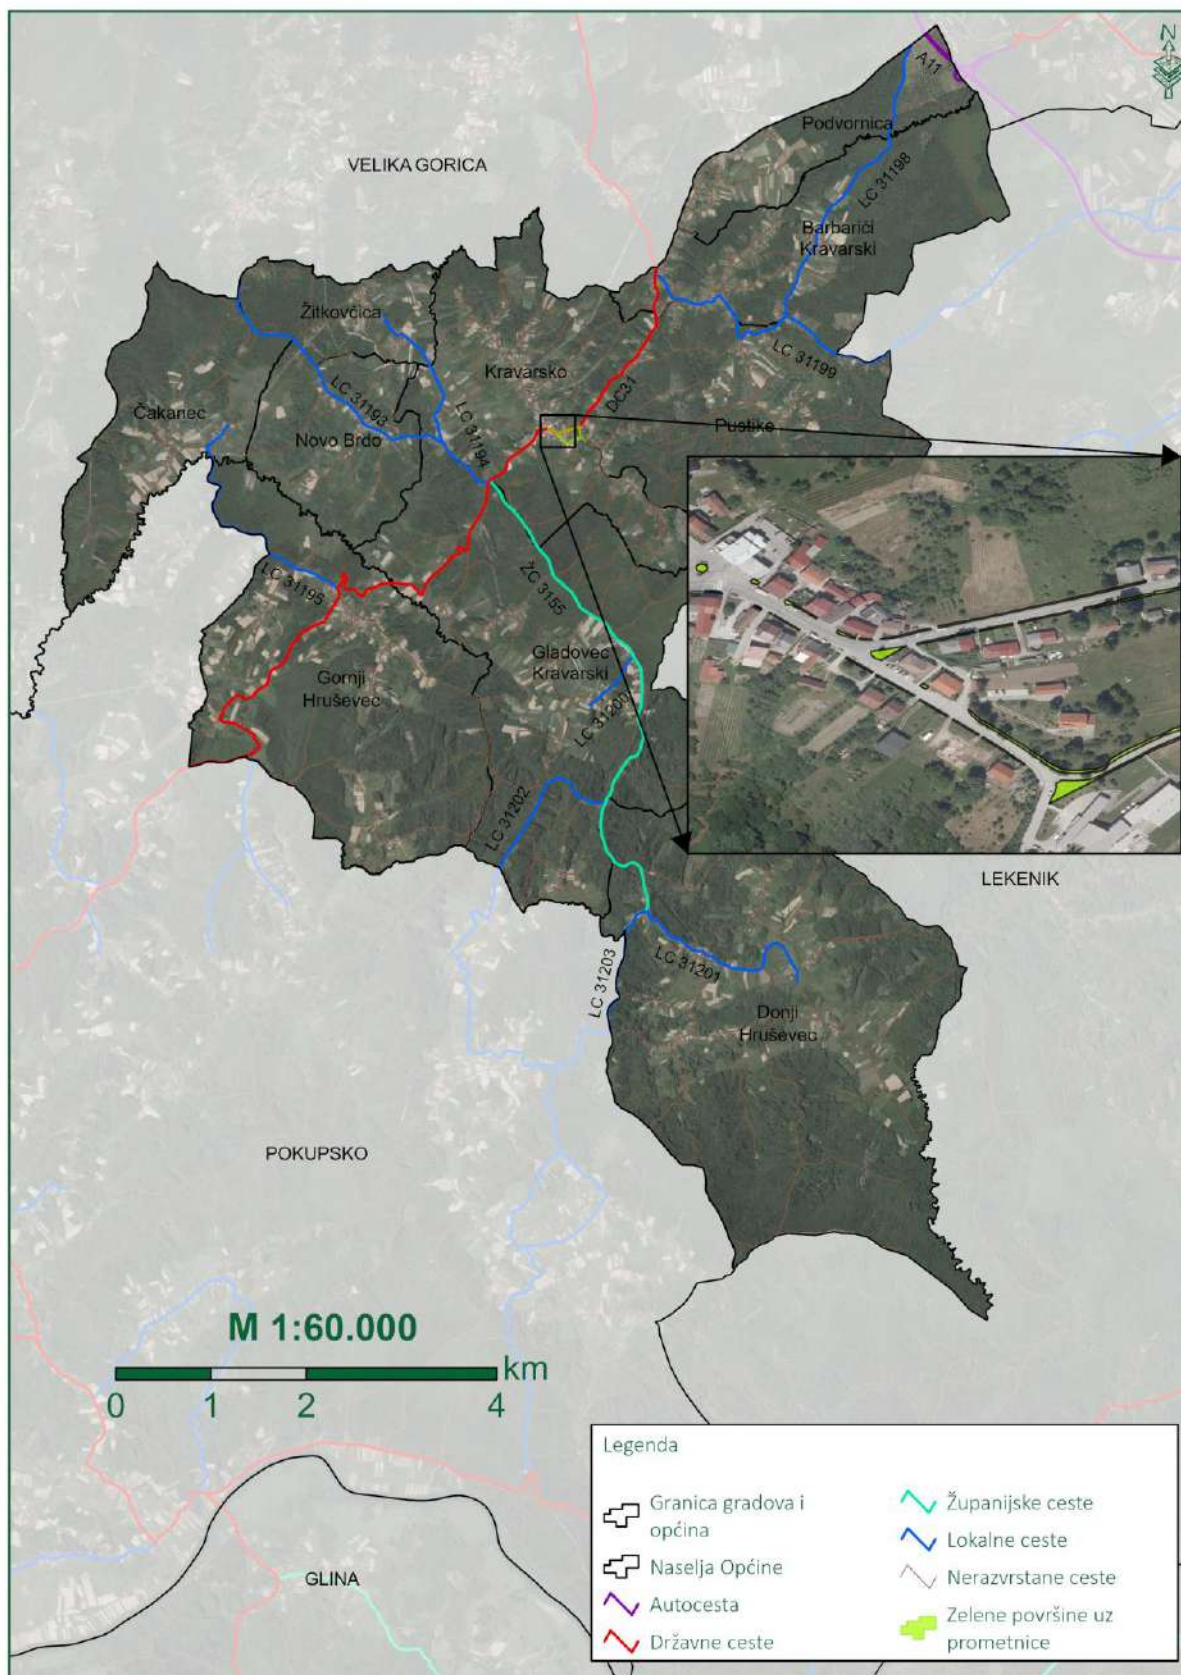 N
A11
Podvornica
VELIKA GORICA
LC 31198
Barbarići
Kravarski
Žitkovčica
Kravarsko
LC 31199
DC31
Čakanec
LC 31193
LC 31194
Novo Brdo
Pustike
LC 31195
ŽC 3155
Gladovec
Kravarski
Gornji
Hruševec
LC 31200
LC 31202
LEKENIK
LC 31203
LC 31201
Donji
Hruševec
POKUPSKO
M 1:60.000
km
0 1 2 4
GLINA
Legenda
Granica gradova i
općina
Naselja Općine
Autocesta
Državne ceste
Županijske ceste
Lokalne ceste
Nerazvrstane ceste
Zelene površine uz
prometnice